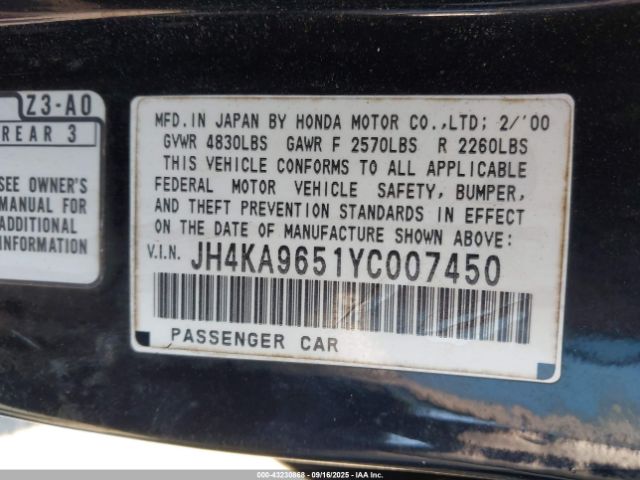 Z3-A0
REAR 3
SEE OWNER'S
MANUAL FOR
ADDITIONAL
INFORMATION
MFD.IN JAPAN BY HONDA MOTOR CO.,LTD; 2/'00
GVWR 4830LBS GAWR F 2570LBS R 2260LBS
THIS VEHICLE CONFORMS TO ALL APPLICABLE
FEDERAL MOTOR VEHICLE SAFETY, BUMPER,
AND THEFT PREVENTION STANDARDS IN EFFECT
ON THE DATE OF MANUFACTURE SHOWN ABOVE:
V.I.N. JH4KA9651YC007450
PASSENGER CAR
000-43230868 - 09/16/2025 - IAA Inc.